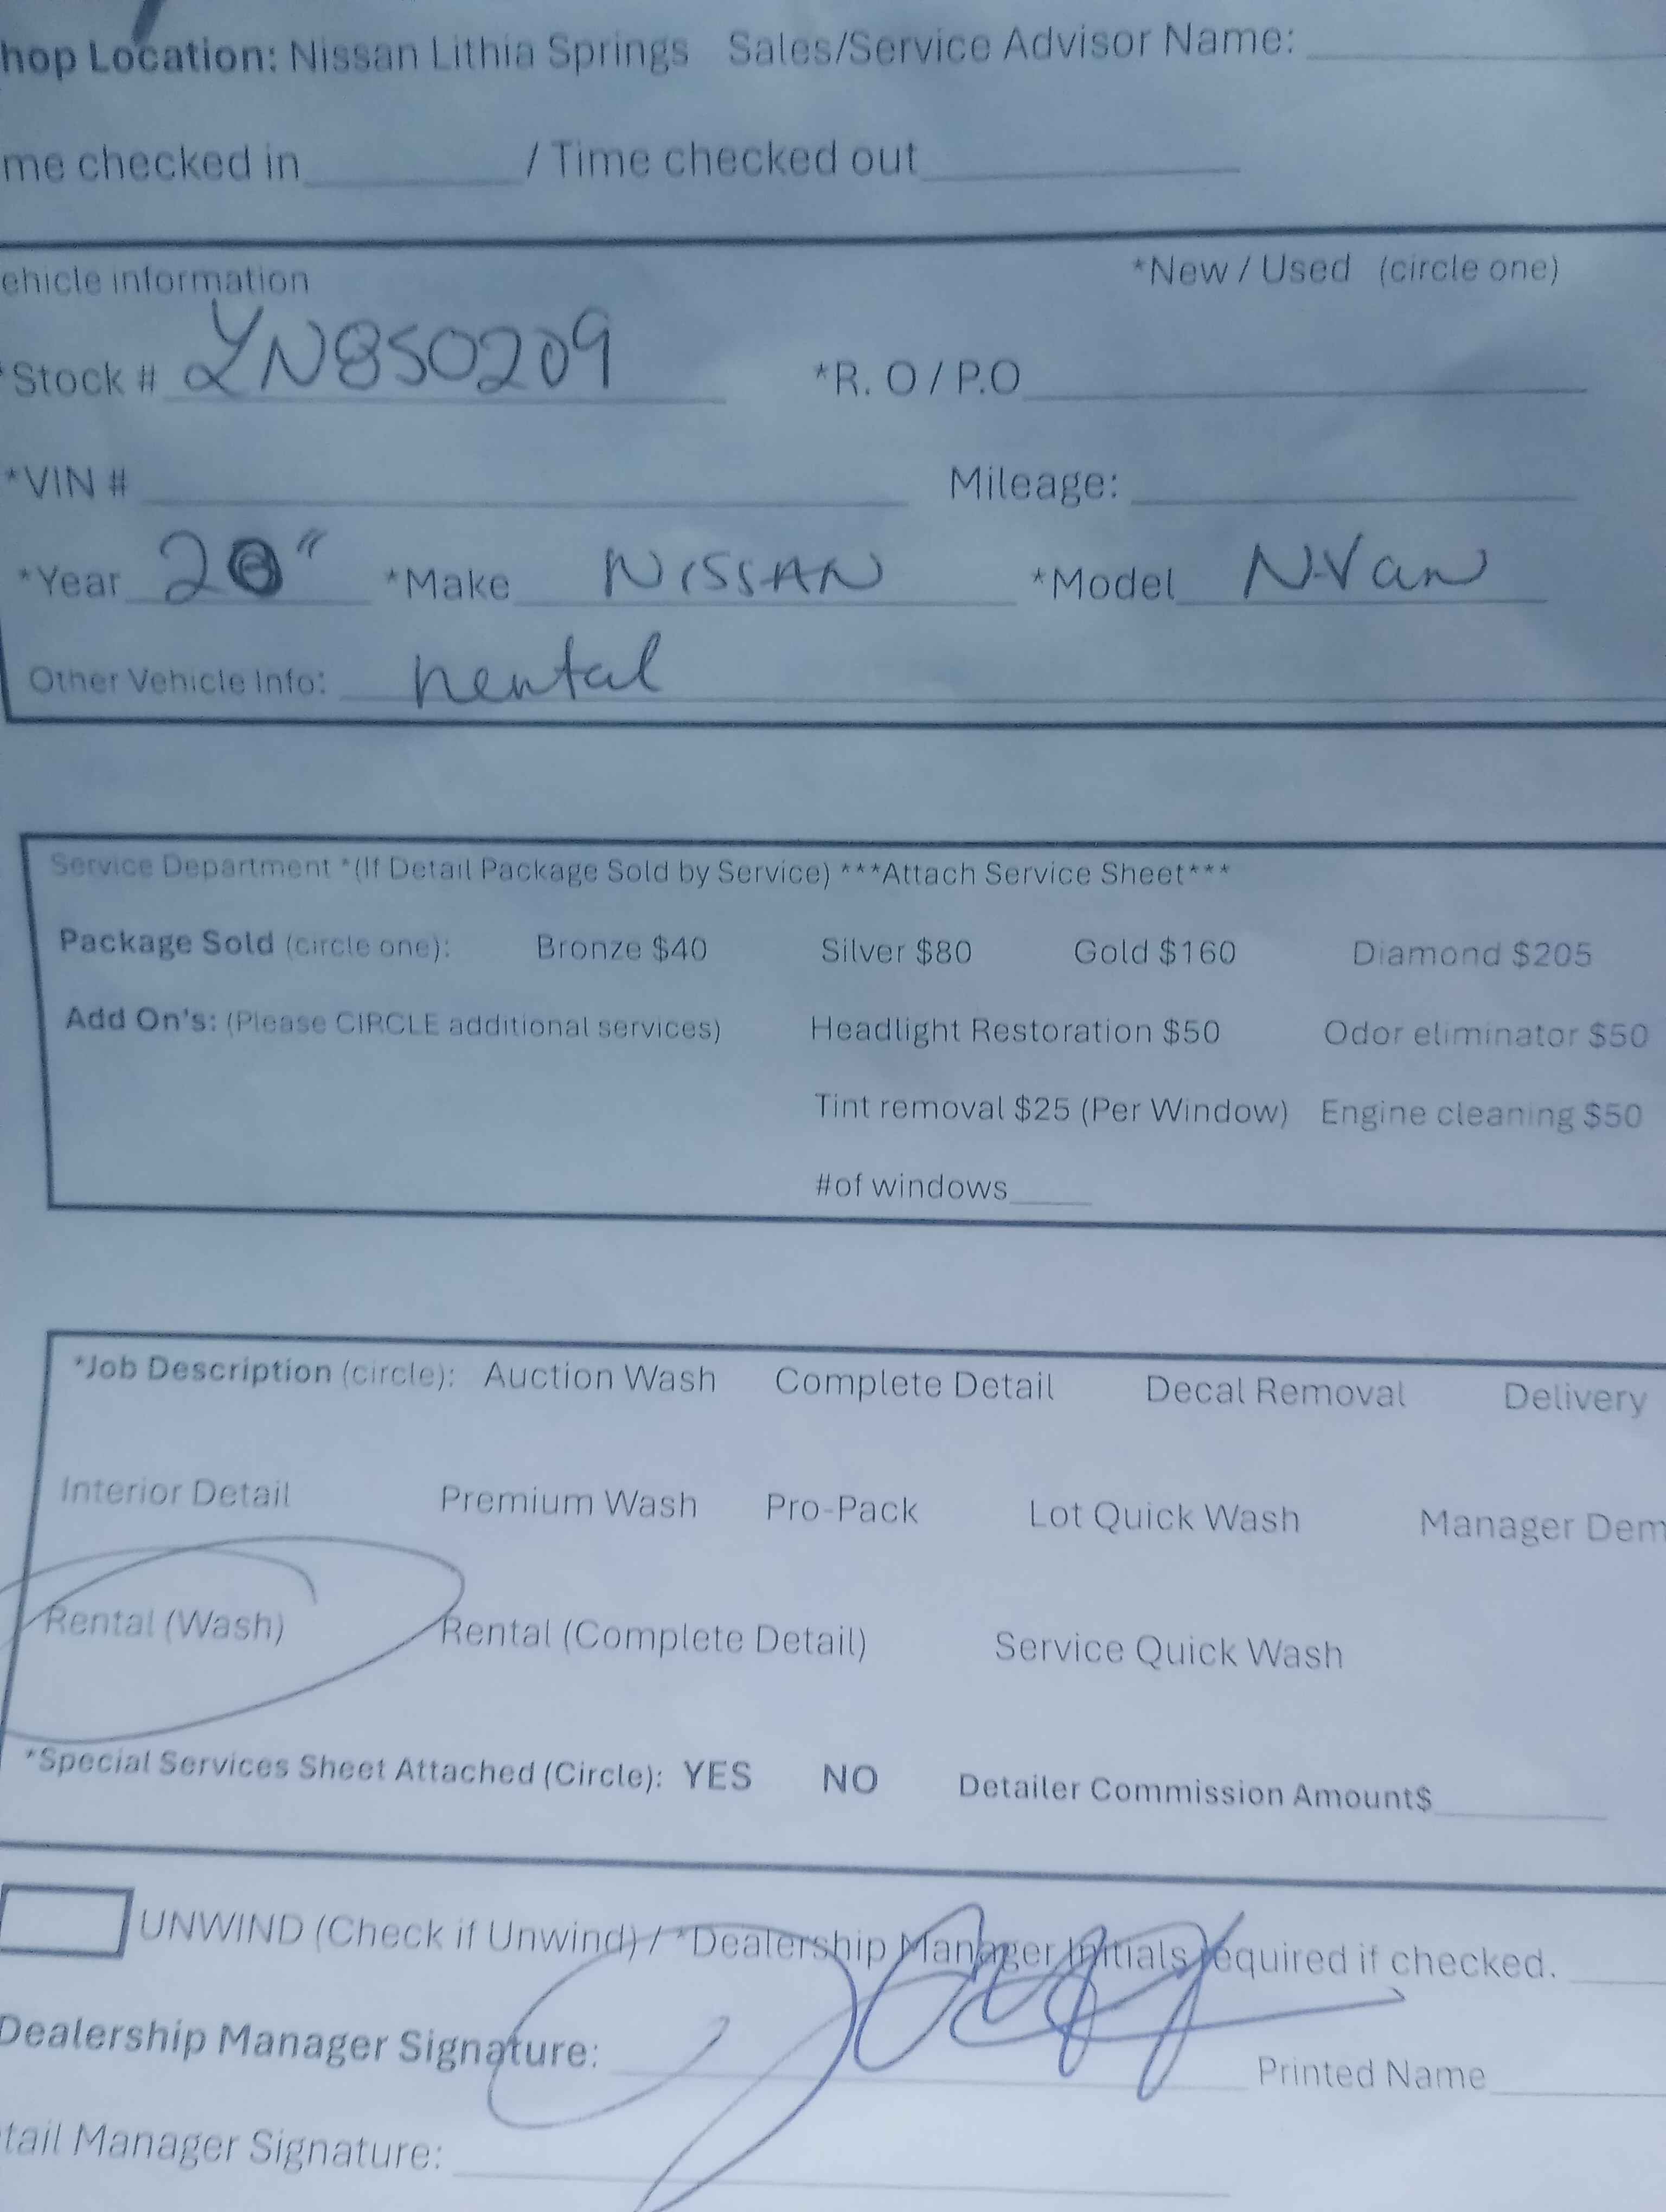 hop Location: Nissan Lithia Springs Sales/Service Advisor Name:
me checked in / Time checked out
ehicle information *New / Used (circle one)
*Stock # LN850209 *R. O / P.O
*VIN # Mileage:
*Year 20" *Make NISSAN *Model N-Van
Other Vehicle Info: rental
Service Department *(If Detail Package Sold by Service) ***Attach Service Sheet***
Package Sold (circle one): Bronze $40 Silver $80 Gold $160 Diamond $205
Add On's: (Please CIRCLE additional services) Headlight Restoration $50 Odor eliminator $50
Tint removal $25 (Per Window) Engine cleaning $50
#of windows
*Job Description (circle): Auction Wash Complete Detail Decal Removal Delivery
Interior Detail Premium Wash Pro-Pack Lot Quick Wash Manager Dem
Rental (Wash) Rental (Complete Detail) Service Quick Wash
*Special Services Sheet Attached (Circle): YES NO Detailer Commission Amount$
UNWIND (Check if Unwind) / *Dealership Manager Initials required if checked.
Dealership Manager Signature: Printed Name
tail Manager Signature: